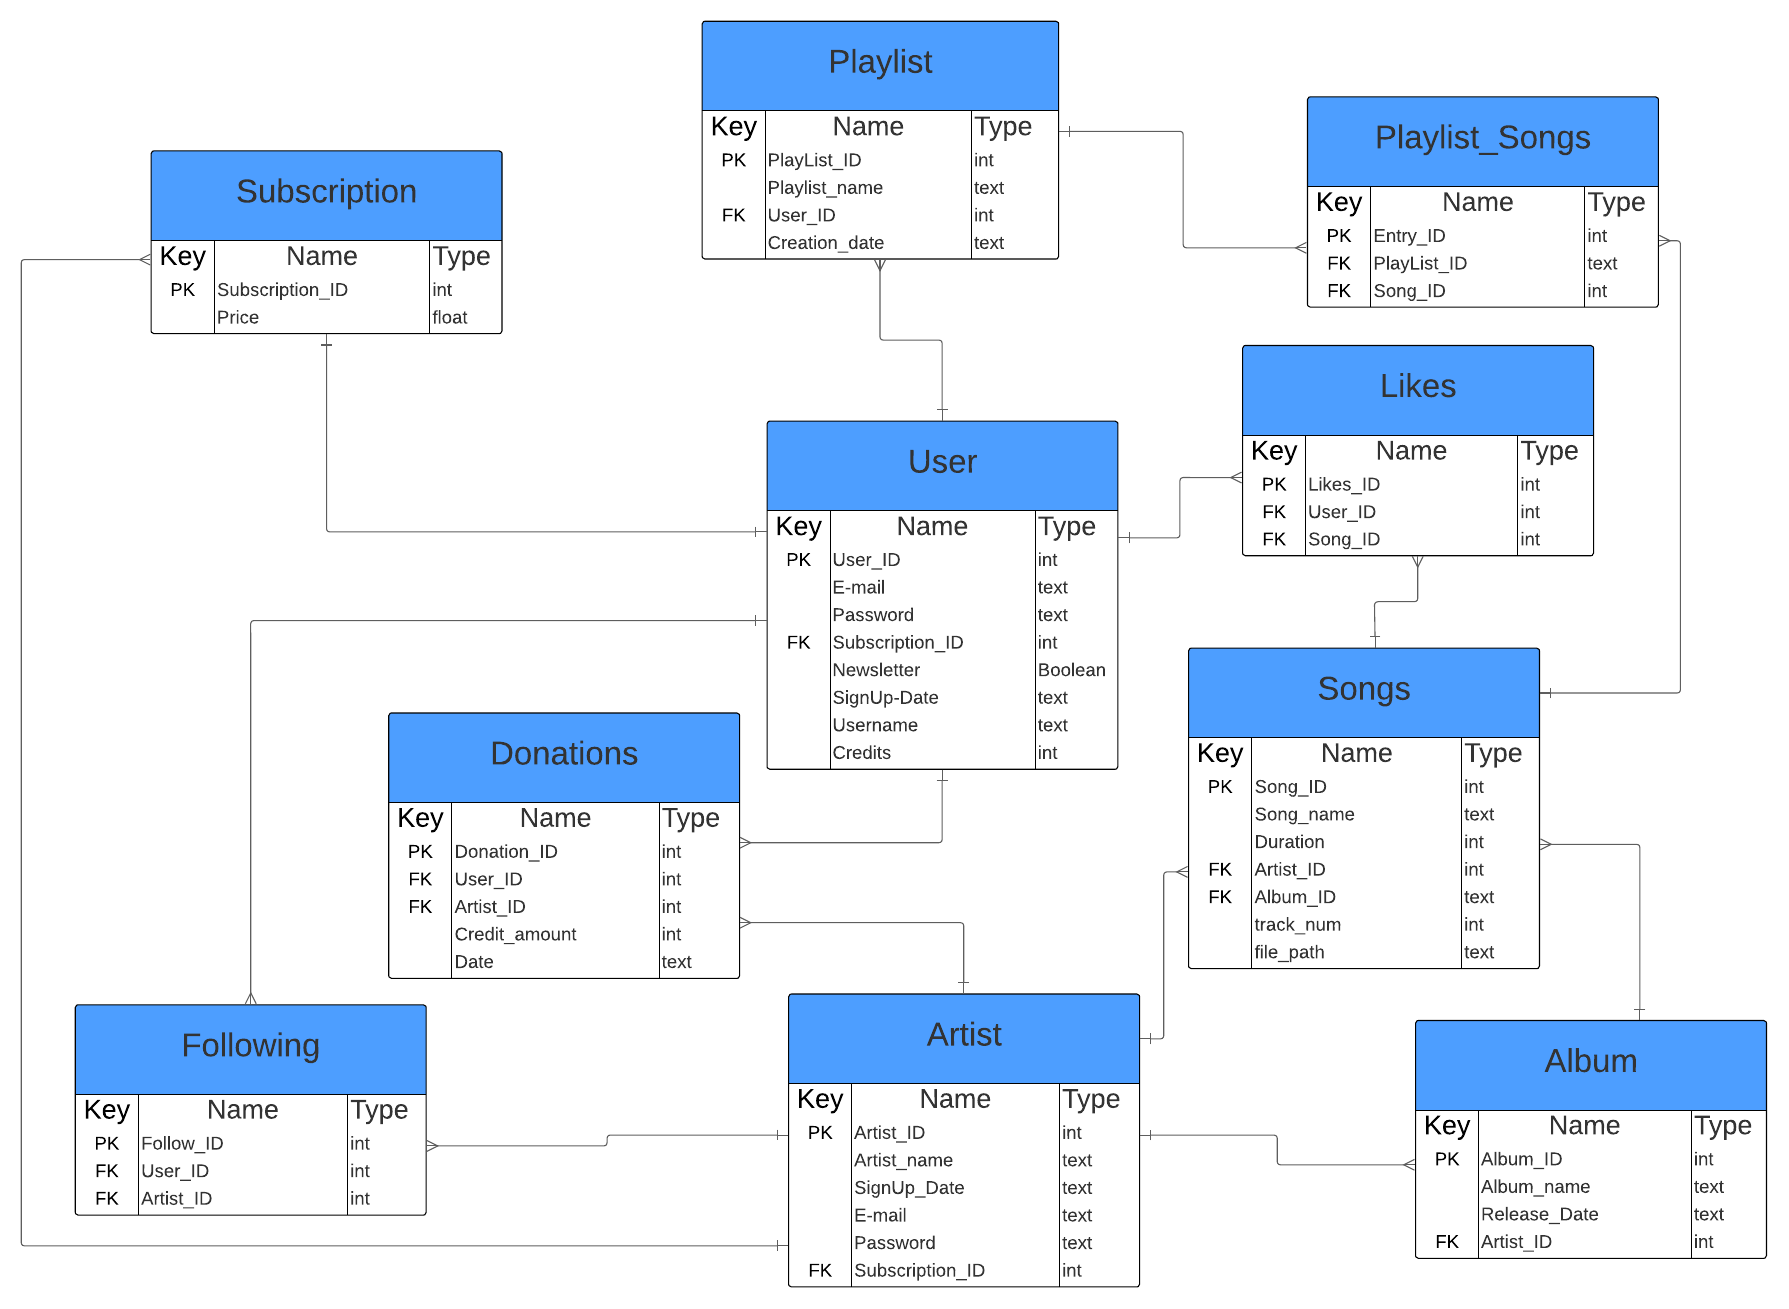 Playlist
Key Name Type
PK PlayList_ID int
Playlist_name text
FK User_ID int
Creation_date text
Playlist_Songs
Key Name Type
PK Entry_ID int
FK PlayList_ID text
FK Song_ID int
Subscription
Key Name Type
PK Subscription_ID int
Price float
Likes
Key Name Type
PK Likes_ID int
FK User_ID int
FK Song_ID int
User
Key Name Type
PK User_ID int
E-mail text
Password text
FK Subscription_ID int
Newsletter Boolean
SignUp-Date text
Username text
Credits int
Songs
Key Name Type
PK Song_ID int
Song_name text
Duration int
FK Artist_ID int
FK Album_ID text
track_num int
file_path text
Donations
Key Name Type
PK Donation_ID int
FK User_ID int
FK Artist_ID int
Credit_amount int
Date text
Following
Key Name Type
PK Follow_ID int
FK User_ID int
FK Artist_ID int
Artist
Key Name Type
PK Artist_ID int
Artist_name text
SignUp_Date text
E-mail text
Password text
FK Subscription_ID int
Album
Key Name Type
PK Album_ID int
Album_name text
Release_Date text
FK Artist_ID int